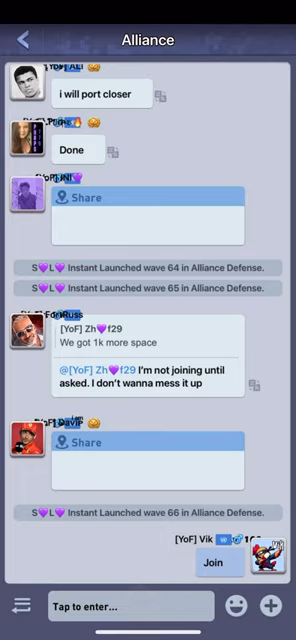 Alliance
[YoF] ALI
i will port closer
Done
Share
S💜L💜 Instant Launched wave 64 in Alliance Defense.
S💜L💜 Instant Launched wave 65 in Alliance Defense.
[YoF] Zh💜f29
We got 1k more space
@[YoF] Zh💜f29 I'm not joining until
asked. I don't wanna mess it up
Share
S💜L💜 Instant Launched wave 66 in Alliance Defense.
[YoF] Vik
Join
Tap to enter...